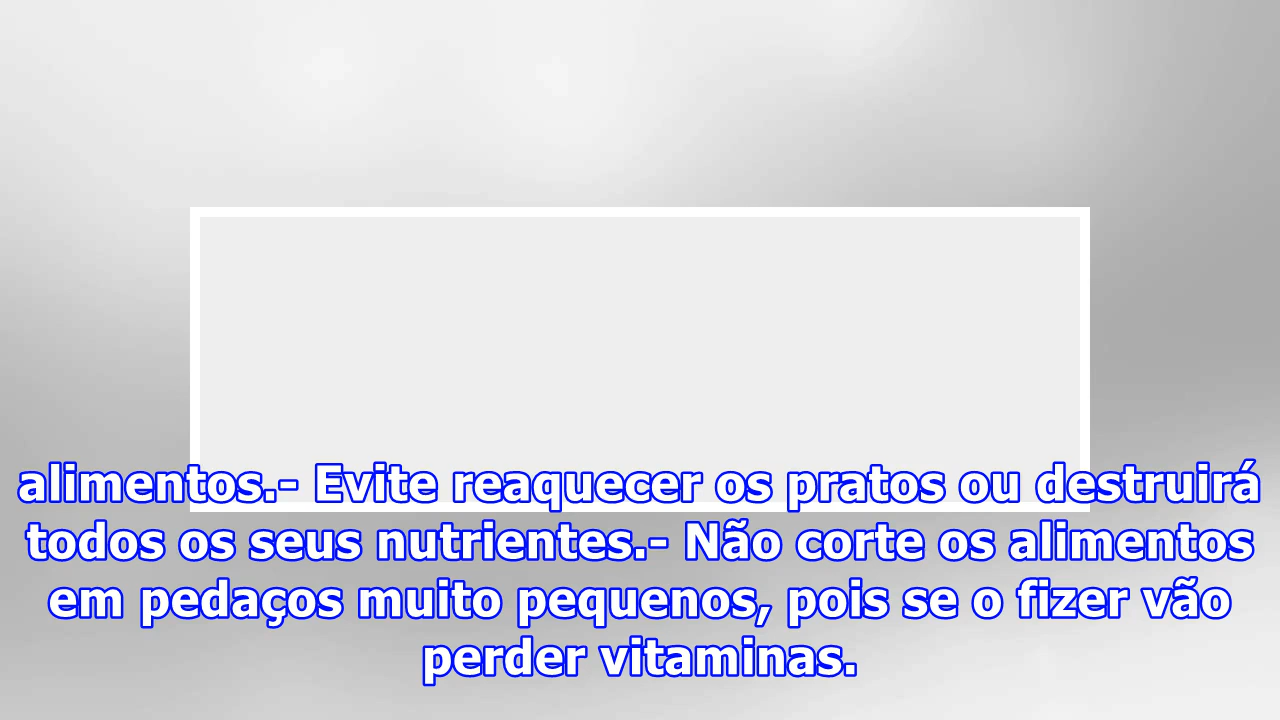 alimentos.- Evite reaquecer os pratos ou destruirá
todos os seus nutrientes.- Não corte os alimentos
em pedaços muito pequenos, pois se o fizer vão
perder vitaminas.